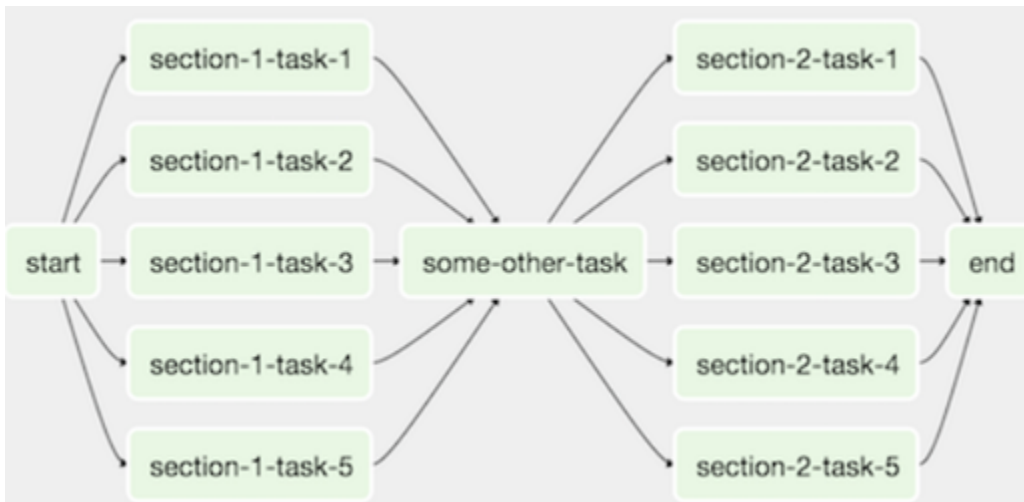 section-1-task-1
section-2-task-1
section-1-task-2
section-2-task-2
start
section-1-task-3
some-other-task
section-2-task-3
end
section-1-task-4
section-2-task-4
section-1-task-5
section-2-task-5